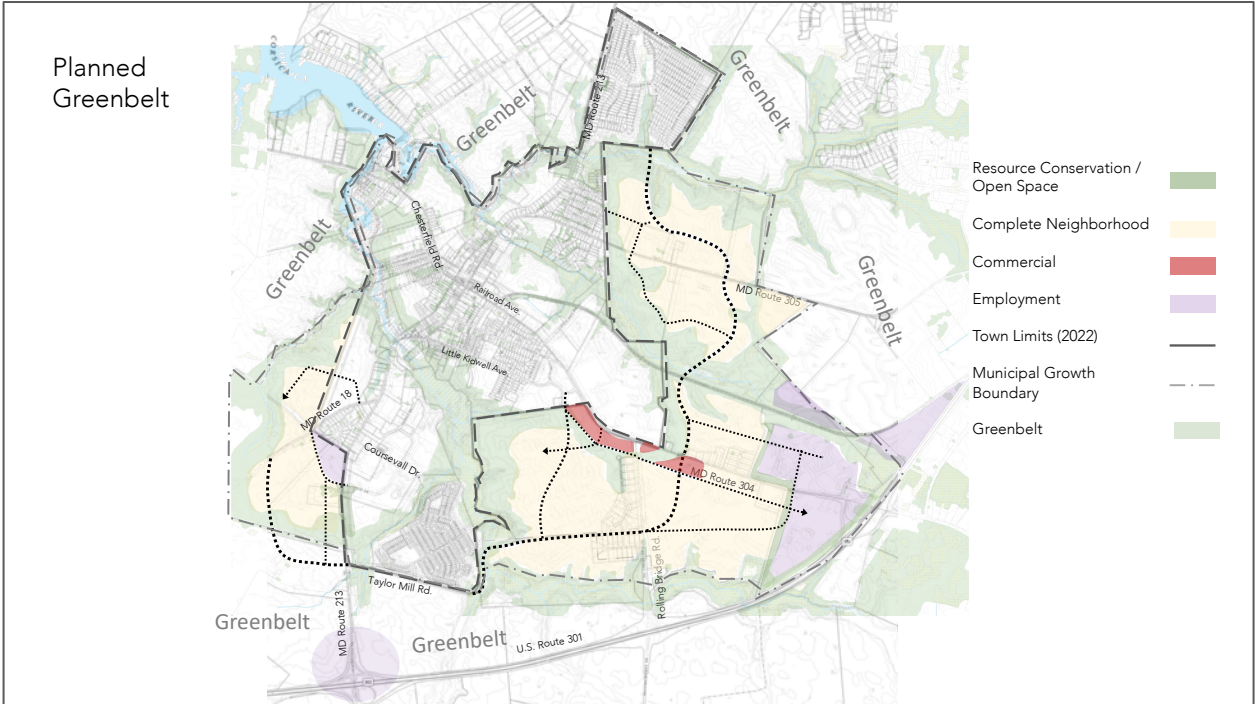 Planned
Greenbelt
CORSICA
RIVER
Greenbelt
MD Route 213
Greenbelt
Greenbelt
Chesterfield Rd.
Railroad Ave.
Little Kidwell Ave.
MD Route 305
Greenbelt
MD Route 18
Coursevall Dr.
MD Route 304
Taylor Mill Rd.
Rolling Bridge Rd.
MD Route 213
Greenbelt
Greenbelt
U.S. Route 301
Resource Conservation /
Open Space
Complete Neighborhood
Commercial
Employment
Town Limits (2022)
Municipal Growth
Boundary
Greenbelt